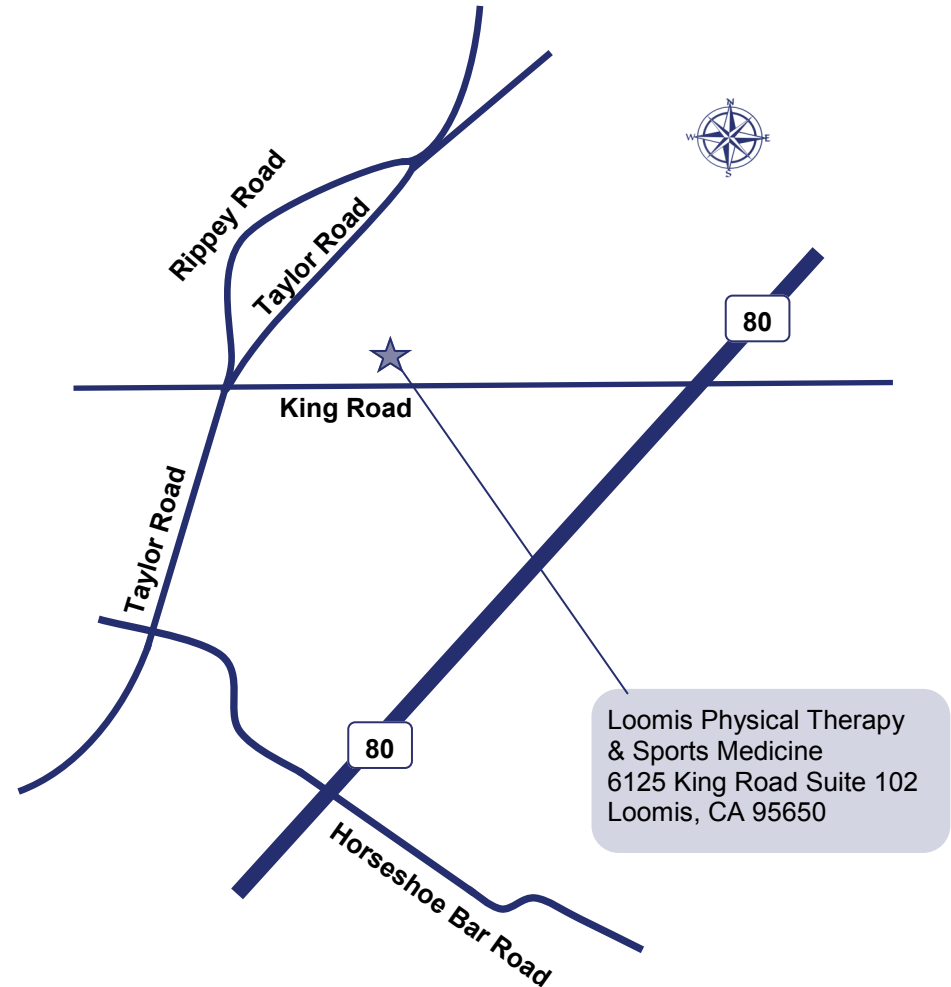 N
W
E
S
Rippey Road
Taylor Road
80
King Road
Taylor Road
80
Loomis Physical Therapy
& Sports Medicine
6125 King Road Suite 102
Loomis, CA 95650
Horseshoe Bar Road